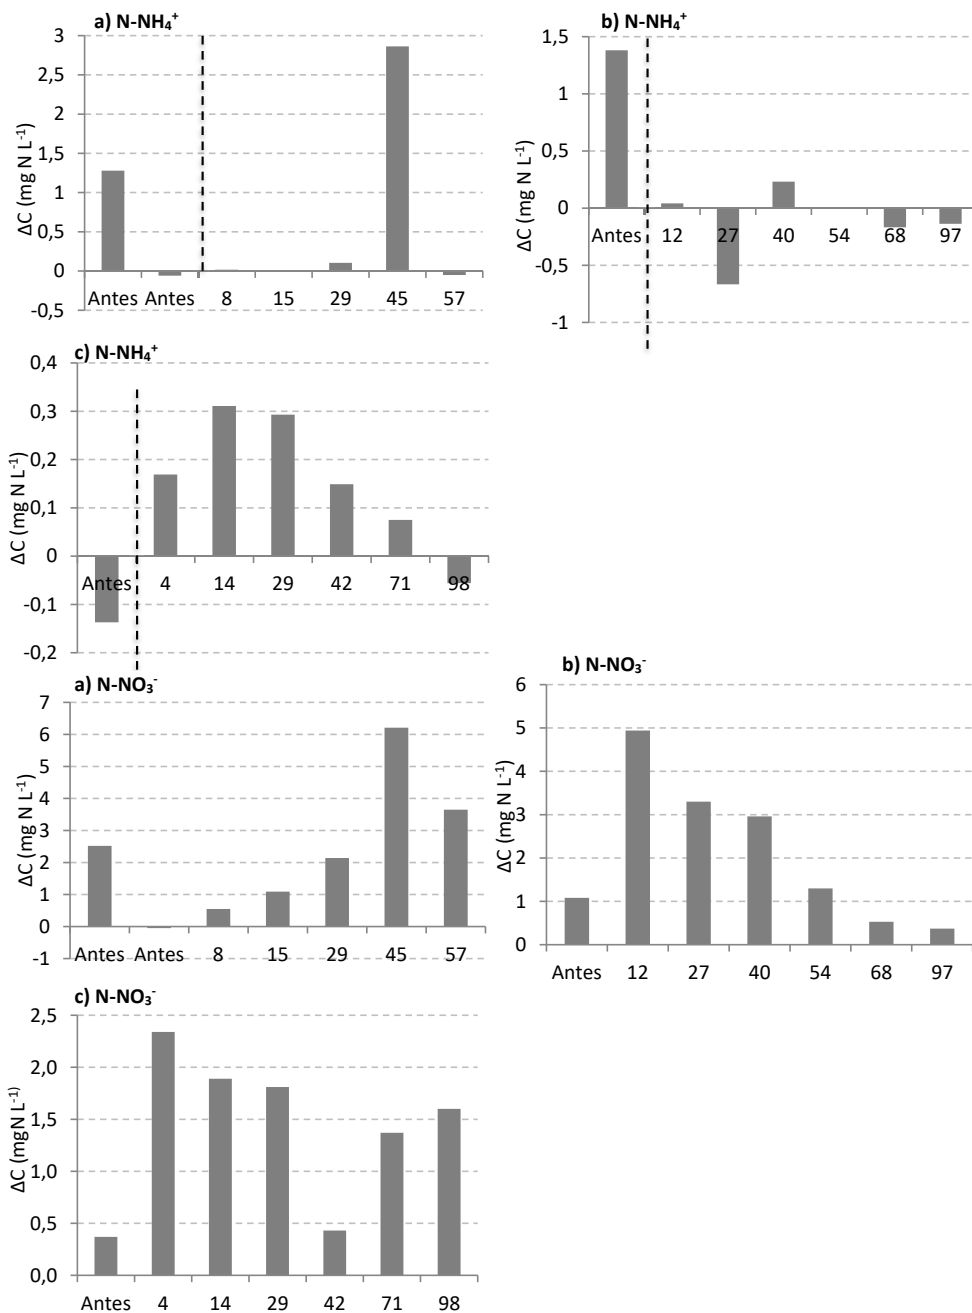 a) N-NH₄⁺
3
2,5
2
1,5
1
0,5
0
-0,5
ΔC (mg N L⁻¹)
Antes Antes 8 15 29 45 57
b) N-NH₄⁺
1,5
1
0,5
0
-0,5
-1
ΔC (mg N L⁻¹)
Antes 12 27 40 54 68 97
c) N-NH₄⁺
0,4
0,3
0,2
0,1
0
-0,1
-0,2
ΔC (mg N L⁻¹)
Antes 4 14 29 42 71 98
a) N-NO₃⁻
7
6
5
4
3
2
1
0
-1
ΔC (mg N L⁻¹)
Antes Antes 8 15 29 45 57
b) N-NO₃⁻
6
5
4
3
2
1
0
ΔC (mg N L⁻¹)
Antes 12 27 40 54 68 97
c) N-NO₃⁻
2,5
2,0
1,5
1,0
0,5
0,0
ΔC (mgN L⁻¹)
Antes 4 14 29 42 71 98